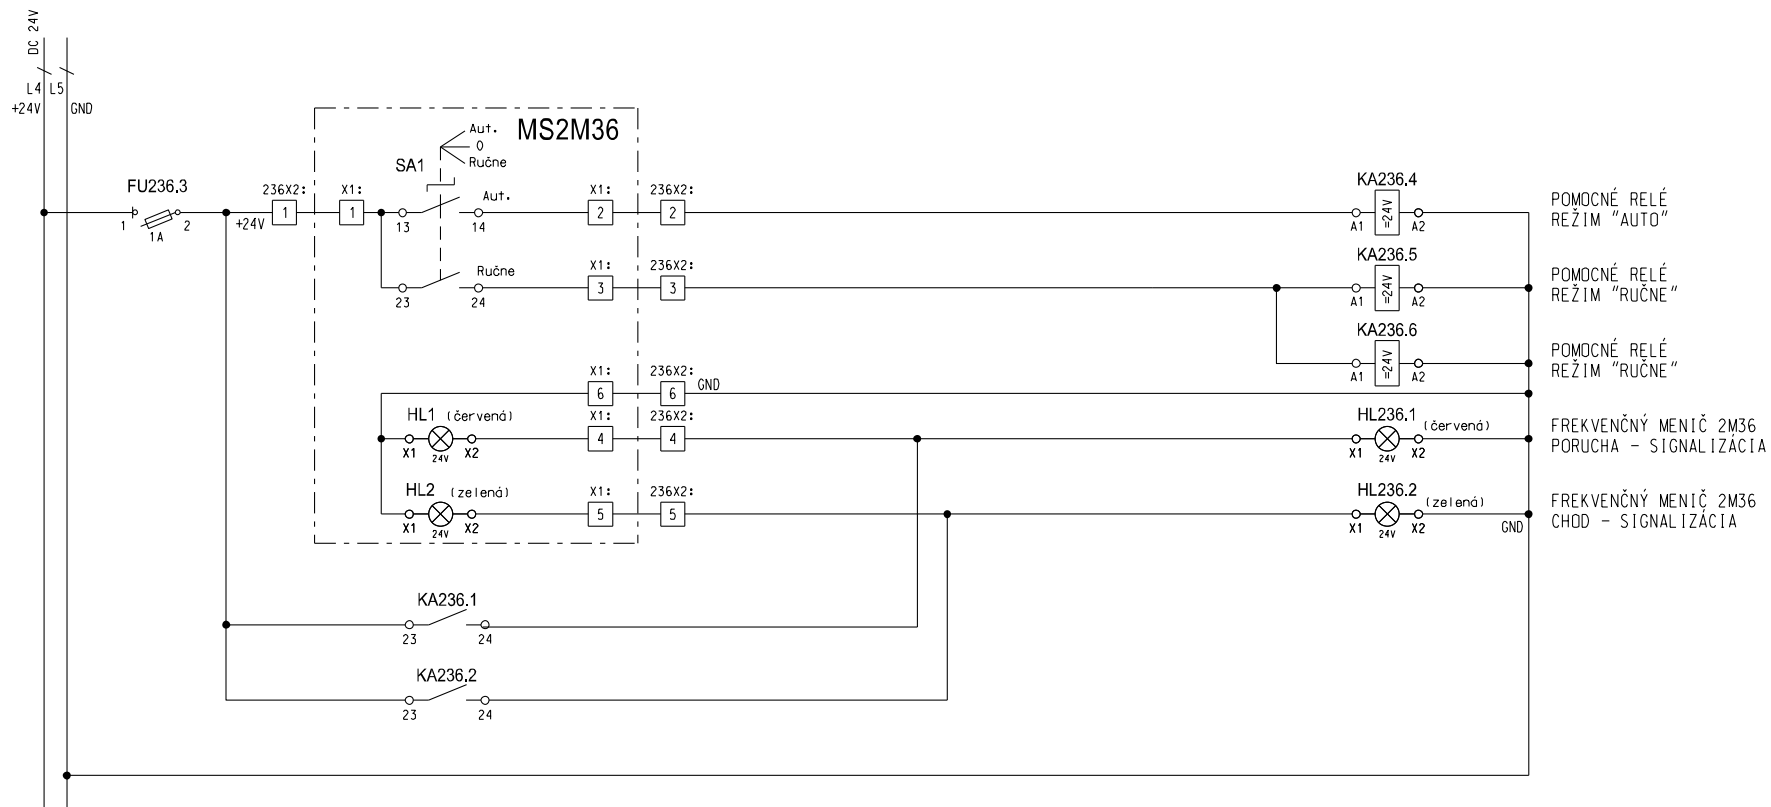 DC 24V
L4 L5
+24V GND
MS2M36
Aut.
0
Ručne
SA1
FU236.3
1 2
1A
+24V
236X2:
1
X1:
1
Aut.
13 14
X1:
2
236X2:
2
KA236.4
A1 =24V A2
POMOCNÉ RELÉ
REŽIM "AUTO"
Ručne
23 24
X1:
3
236X2:
3
KA236.5
A1 =24V A2
POMOCNÉ RELÉ
REŽIM "RUČNE"
KA236.6
A1 =24V A2
POMOCNÉ RELÉ
REŽIM "RUČNE"
X1:
6
236X2:
6
GND
HL1 (červená)
X1 24V X2
X1:
4
236X2:
4
HL236.1 (červená)
X1 24V X2
FREKVENČNÝ MENIČ 2M36
PORUCHA - SIGNALIZÁCIA
HL2 (zelená)
X1 24V X2
X1:
5
236X2:
5
HL236.2 (zelená)
X1 24V X2
GND
FREKVENČNÝ MENIČ 2M36
CHOD - SIGNALIZÁCIA
KA236.1
23 24
KA236.2
23 24